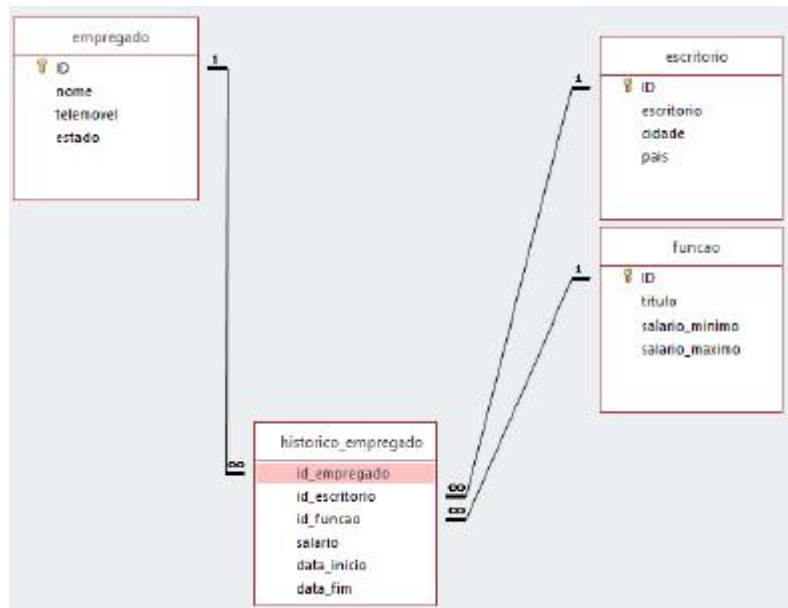 empregado
ID
nome
telemovel
estado
1
escritorio
ID
escritorio
cidade
pais
1
funcao
ID
titulo
salario_minimo
salario_maximo
1
historico_empregado
id_empregado
id_escritorio
id_funcao
salario
data_inicio
data_fim
∞
∞
∞